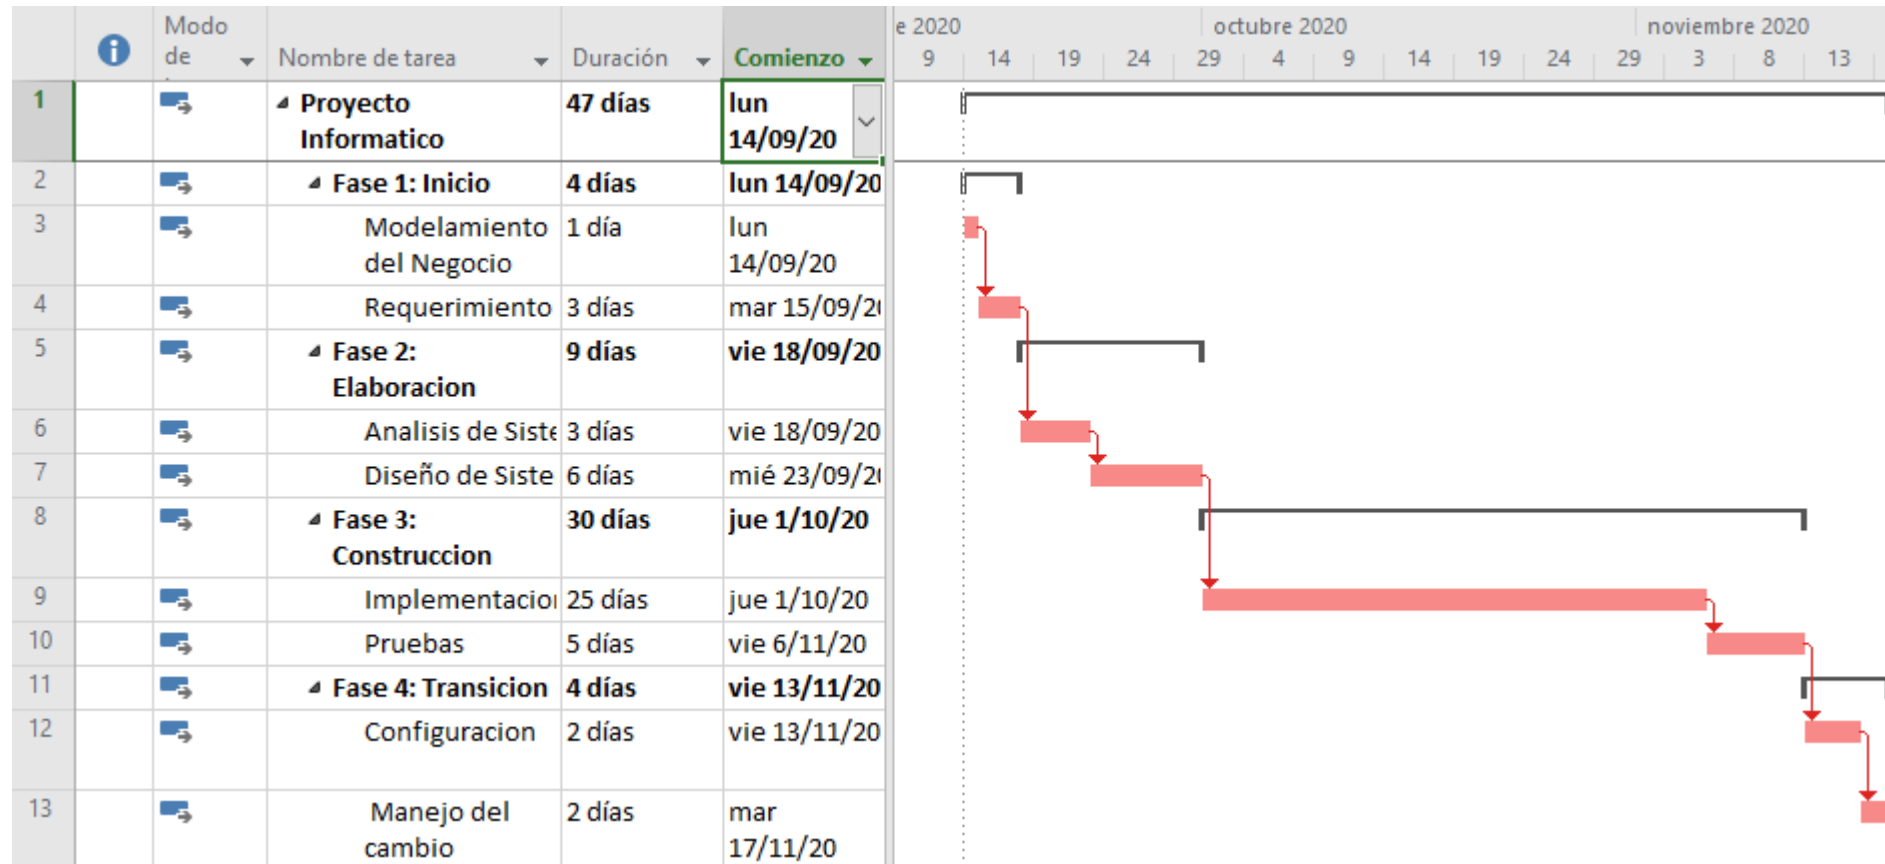 Modo
de
Nombre de tarea
Duración
Comienzo
e 2020
octubre 2020
noviembre 2020
9 14 19 24 29 4 9 14 19 24 29 3 8 13
1
Proyecto
Informatico
47 días
lun
14/09/20
2 Fase 1: Inicio 4 días lun 14/09/20
3
Modelamiento
del Negocio
1 día
lun
14/09/20
4 Requerimiento 3 días mar 15/09/20
5
Fase 2:
Elaboracion
9 días
vie 18/09/20
6 Analisis de Siste 3 días vie 18/09/20
7 Diseño de Siste 6 días mié 23/09/20
8
Fase 3:
Construccion
30 días
jue 1/10/20
9 Implementacion 25 días jue 1/10/20
10 Pruebas 5 días vie 6/11/20
11 Fase 4: Transicion 4 días vie 13/11/20
12 Configuracion 2 días vie 13/11/20
13
Manejo del
cambio
2 días
mar
17/11/20